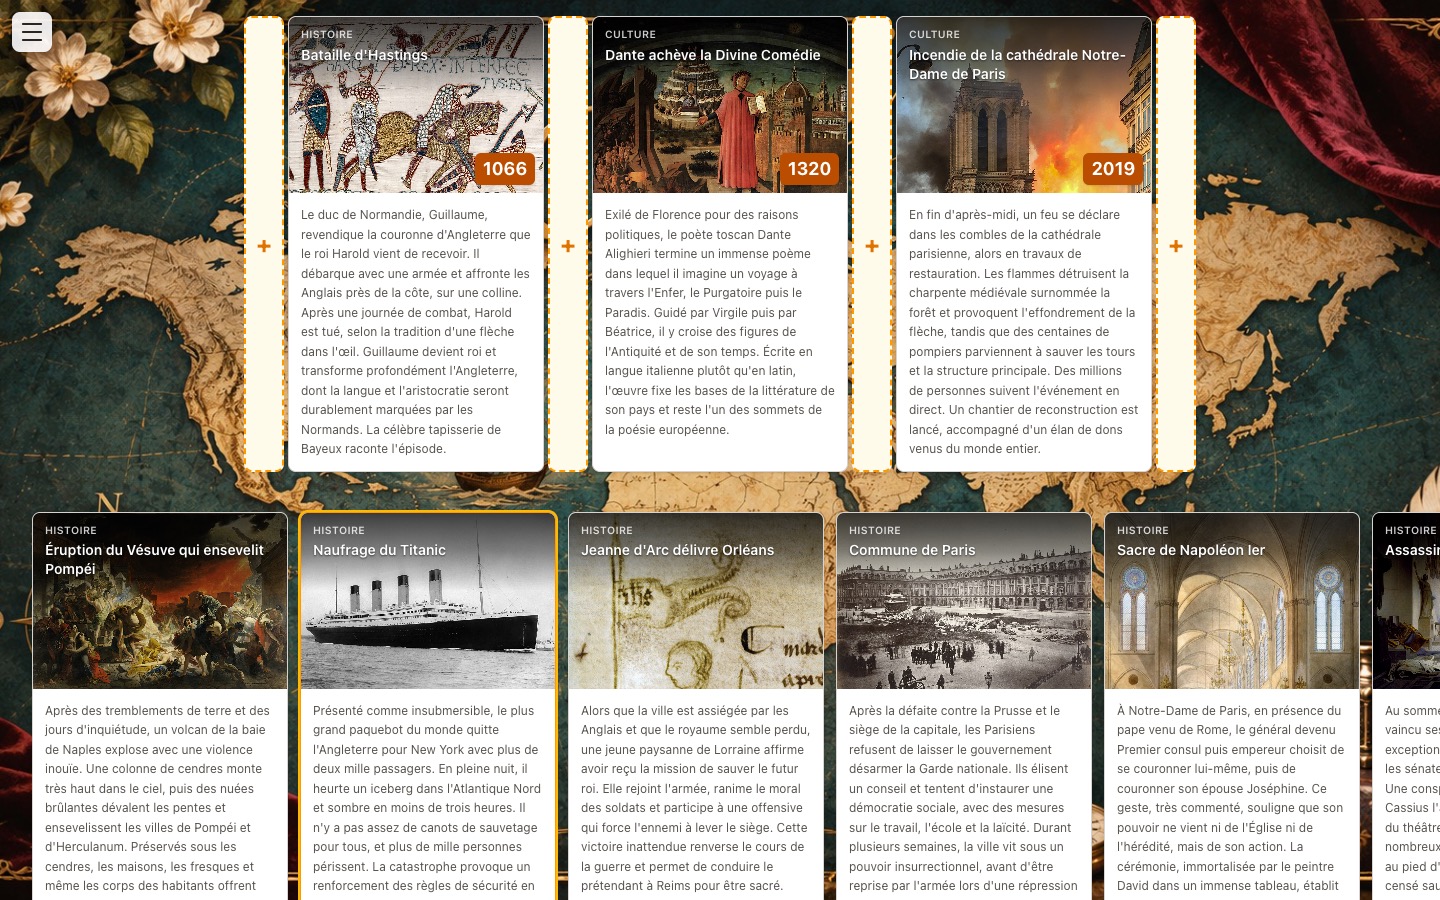 HISTOIRE
Bataille d'Hastings
1066
Le duc de Normandie, Guillaume,
revendique la couronne d'Angleterre que
le roi Harold vient de recevoir. Il
débarque avec une armée et affronte les
Anglais près de la côte, sur une colline.
Après une journée de combat, Harold
est tué, selon la tradition d'une flèche
dans l'œil. Guillaume devient roi et
transforme profondément l'Angleterre,
dont la langue et l'aristocratie seront
durablement marquées par les
Normands. La célèbre tapisserie de
Bayeux raconte l'épisode.
+
CULTURE
Dante achève la Divine Comédie
1320
Exilé de Florence pour des raisons
politiques, le poète toscan Dante
Alighieri termine un immense poème
dans lequel il imagine un voyage à
travers l'Enfer, le Purgatoire puis le
Paradis. Guidé par Virgile puis par
Béatrice, il y croise des figures de
l'Antiquité et de son temps. Écrite en
langue italienne plutôt qu'en latin,
l'œuvre fixe les bases de la littérature de
son pays et reste l'un des sommets de
la poésie européenne.
+
CULTURE
Incendie de la cathédrale Notre-
Dame de Paris
2019
En fin d'après-midi, un feu se déclare
dans les combles de la cathédrale
parisienne, alors en travaux de
restauration. Les flammes détruisent la
charpente médiévale surnommée la
forêt et provoquent l'effondrement de la
flèche, tandis que des centaines de
pompiers parviennent à sauver les tours
et la structure principale. Des millions
de personnes suivent l'événement en
direct. Un chantier de reconstruction est
lancé, accompagné d'un élan de dons
venus du monde entier.
+
+
N
HISTOIRE
Éruption du Vésuve qui ensevelit
Pompéi
Après des tremblements de terre et des
jours d'inquiétude, un volcan de la baie
de Naples explose avec une violence
inouïe. Une colonne de cendres monte
très haut dans le ciel, puis des nuées
brûlantes dévalent les pentes et
ensevelissent les villes de Pompéi et
d'Herculanum. Préservés sous les
cendres, les maisons, les fresques et
même les corps des habitants offrent
HISTOIRE
Naufrage du Titanic
Présenté comme insubmersible, le plus
grand paquebot du monde quitte
l'Angleterre pour New York avec plus de
deux mille passagers. En pleine nuit, il
heurte un iceberg dans l'Atlantique Nord
et sombre en moins de trois heures. Il
n'y a pas assez de canots de sauvetage
pour tous, et plus de mille personnes
périssent. La catastrophe provoque un
renforcement des règles de sécurité en
HISTOIRE
Jeanne d'Arc délivre Orléans
Alors que la ville est assiégée par les
Anglais et que le royaume semble perdu,
une jeune paysanne de Lorraine affirme
avoir reçu la mission de sauver le futur
roi. Elle rejoint l'armée, ranime le moral
des soldats et participe à une offensive
qui force l'ennemi à lever le siège. Cette
victoire inattendue renverse le cours de
la guerre et permet de conduire le
prétendant à Reims pour être sacré.
HISTOIRE
Commune de Paris
Après la défaite contre la Prusse et le
siège de la capitale, les Parisiens
refusent de laisser le gouvernement
désarmer la Garde nationale. Ils élisent
un conseil et tentent d'instaurer une
démocratie sociale, avec des mesures
sur le travail, l'école et la laïcité. Durant
plusieurs semaines, la ville vit sous un
pouvoir insurrectionnel, avant d'être
reprise par l'armée lors d'une répression
HISTOIRE
Sacre de Napoléon Ier
À Notre-Dame de Paris, en présence du
pape venu de Rome, le général devenu
Premier consul puis empereur choisit de
se couronner lui-même, puis de
couronner son épouse Joséphine. Ce
geste, très commenté, souligne que son
pouvoir ne vient ni de l'Église ni de
l'hérédité, mais de son action. La
cérémonie, immortalisée par le peintre
David dans un immense tableau, établit
HISTOIRE
Au
vaincu
les
Une
Cassius
du
au pied
censé